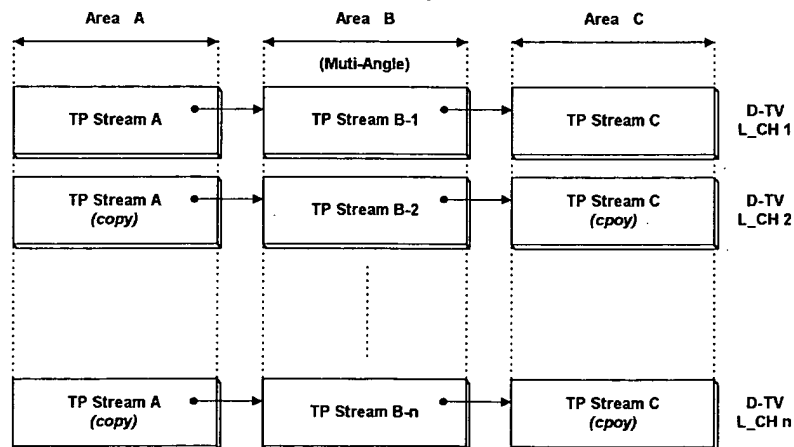 Area A
Area B
Area C
(Muti-Angle)
TP Stream A
TP Stream B-1
TP Stream C
D-TV
L_CH 1
TP Stream A
(copy)
TP Stream B-2
TP Stream C
(cpoy)
D-TV
L_CH 2
TP Stream A
(copy)
TP Stream B-n
TP Stream C
(cpoy)
D-TV
L_CH n